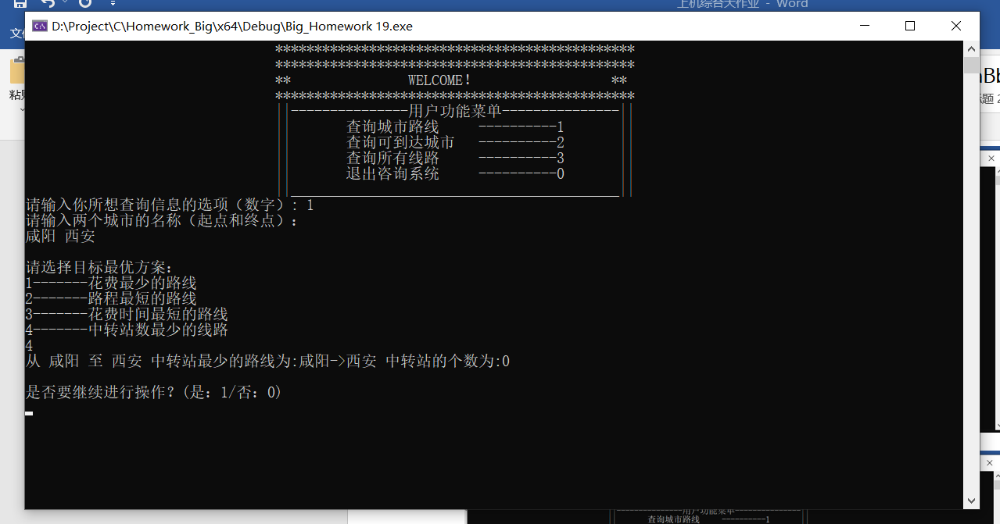 上机综合大作业 - Word
D:\Project\C\Homework_Big\x64\Debug\Big_Homework 19.exe
**********************************************
**********************************************
** WELCOME! **
**********************************************
||---------------用户功能菜单---------------||
查询城市路线 ----------1
查询可到达城市 ----------2
查询所有线路 ----------3
退出咨询系统 ----------0
请输入你所想查询信息的选项（数字）: 1
请输入两个城市的名称（起点和终点）:
咸阳 西安
请选择目标最优方案:
1-------花费最少的路线
2-------路程最短的路线
3-------花费时间最短的路线
4-------中转站数最少的线路
4
从 咸阳 至 西安 中转站最少的路线为:咸阳->西安 中转站的个数为:0
是否要继续进行操作? (是: 1/否: 0)
---------------用户功能菜单---------------
查询城市路线 ----------1